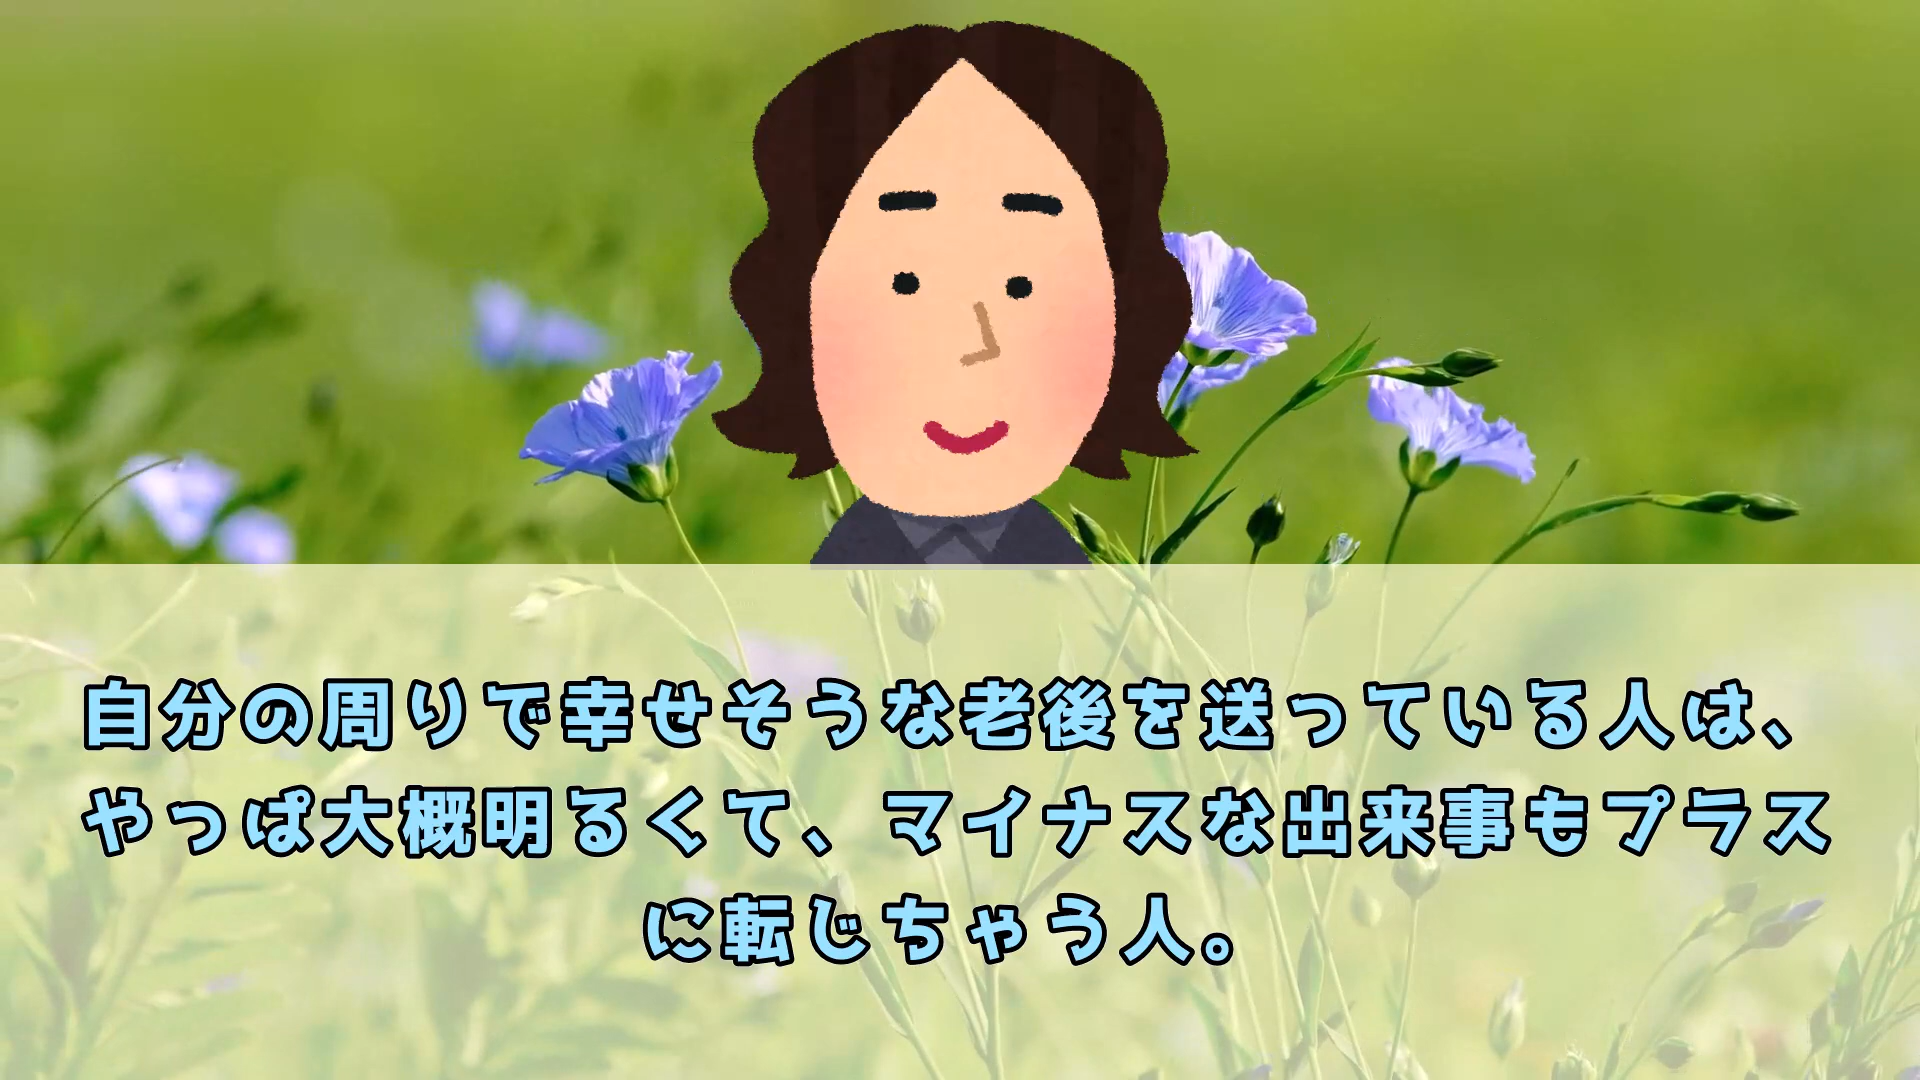 自分の周りで幸せそうな老後を送っている人は、
やっぱ大概明るくて、マイナスな出来事もプラス
に転じちゃう人。